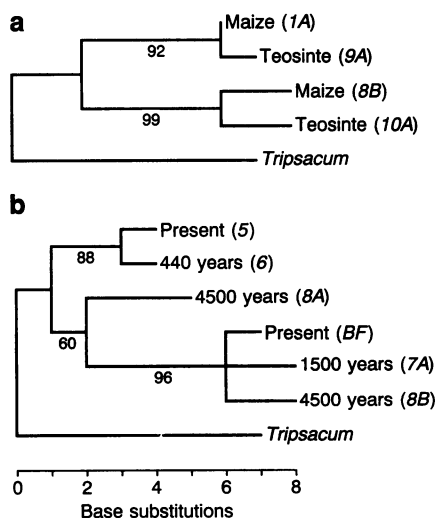 a
Maize (1A)
92
Teosinte (9A)
Maize (8B)
99
Teosinte (10A)
Tripsacum
b
Present (5)
88
440 years (6)
4500 years (8A)
60
Present (BF)
1500 years (7A)
96
4500 years (8B)
Tripsacum
0 2 4 6 8
Base substitutions